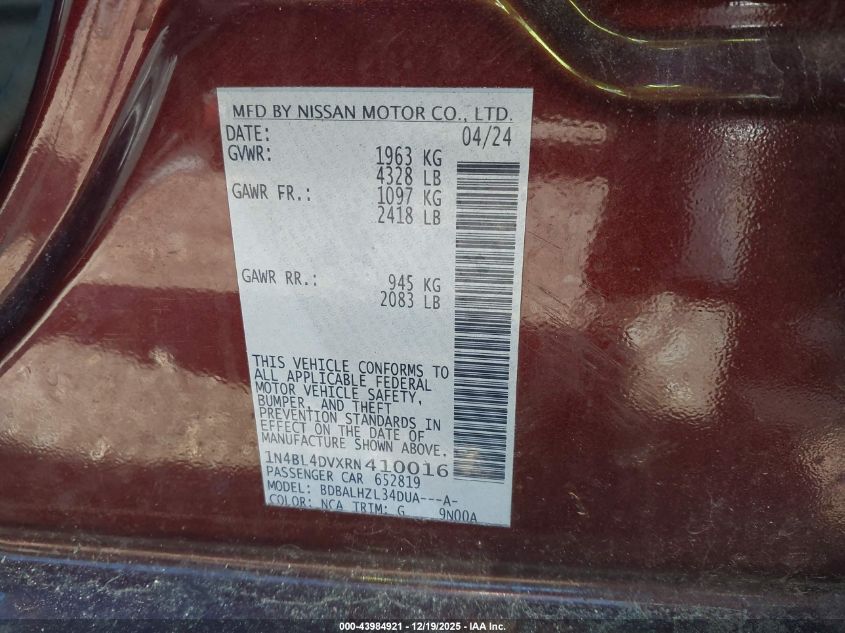 MFD BY NISSAN MOTOR CO., LTD.
DATE: 04/24
GVWR: 1963 KG
4328 LB
GAWR FR.: 1097 KG
2418 LB
GAWR RR.: 945 KG
2083 LB
THIS VEHICLE CONFORMS TO
ALL APPLICABLE FEDERAL
MOTOR VEHICLE SAFETY,
BUMPER, AND THEFT
PREVENTION STANDARDS IN
EFFECT ON THE DATE OF
MANUFACTURE SHOWN ABOVE.
1N4BL4DVXRN410016
PASSENGER CAR 652819
MODEL: BDBALHZL34DUA---A-
COLOR: NCA TRIM: G 9N00A
000-43984921 - 12/19/2025 - IAA Inc.